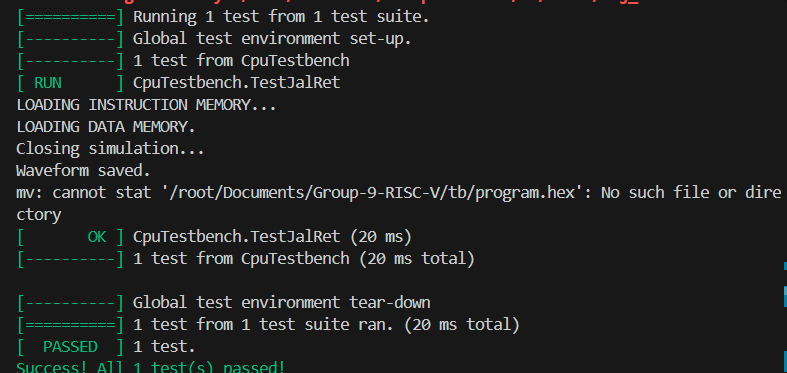 [==========] Running 1 test from 1 test suite.
[----------] Global test environment set-up.
[----------] 1 test from CpuTestbench
[ RUN      ] CpuTestbench.TestJalRet
LOADING INSTRUCTION MEMORY...
LOADING DATA MEMORY.
Closing simulation...
Waveform saved.
mv: cannot stat '/root/Documents/Group-9-RISC-V/tb/program.hex': No such file or dire
ctory
[       OK ] CpuTestbench.TestJalRet (20 ms)
[----------] 1 test from CpuTestbench (20 ms total)
[----------] Global test environment tear-down
[==========] 1 test from 1 test suite ran. (20 ms total)
[  PASSED  ] 1 test.
Success! All 1 test(s) passed!